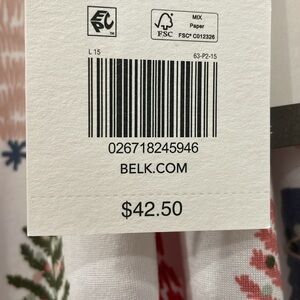 MIX
Paper
FSC
FSC® C012326
L 15
63-P2-15
026718245946
BELK.COM
$42.50